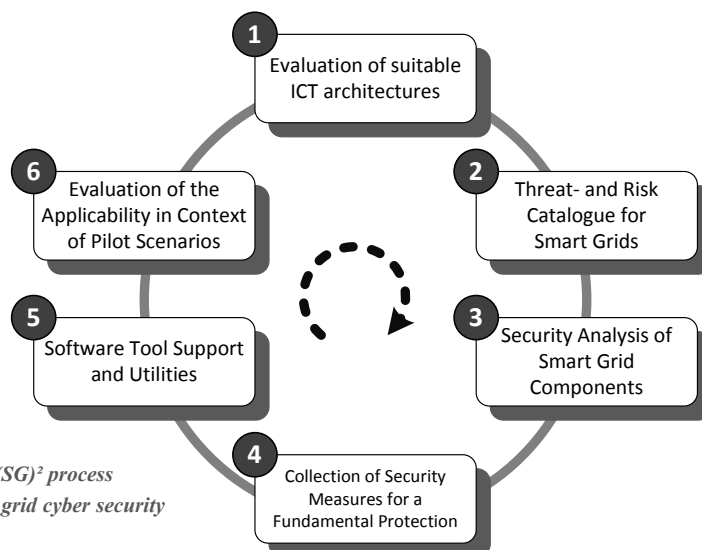 1
Evaluation of suitable
ICT architectures
2
Threat- and Risk
Catalogue for
Smart Grids
3
Security Analysis of
Smart Grid
Components
4
Collection of Security
Measures for a
Fundamental Protection
5
Software Tool Support
and Utilities
6
Evaluation of the
Applicability in Context
of Pilot Scenarios
(SG)² process
grid cyber security